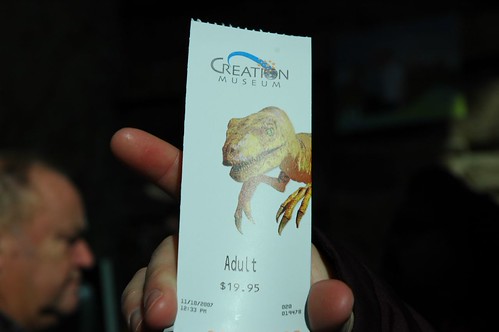 CREATION
MUSEUM
Adult
$19.95
11/10/2007
12:33 PM
020
019478